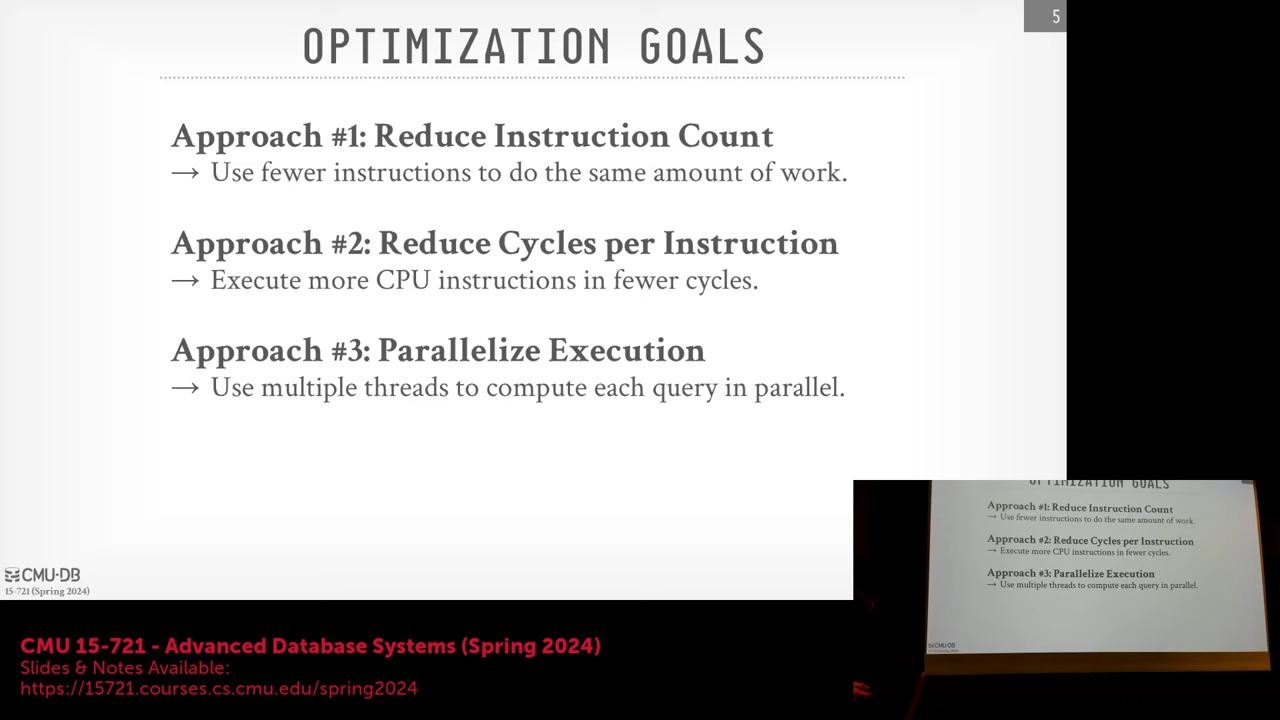 5
OPTIMIZATION GOALS
Approach #1: Reduce Instruction Count
→ Use fewer instructions to do the same amount of work.
Approach #2: Reduce Cycles per Instruction
→ Execute more CPU instructions in fewer cycles.
Approach #3: Parallelize Execution
→ Use multiple threads to compute each query in parallel.
CMU·DB
15-721 (Spring 2024)
OPTIMIZATION GOALS
Approach #1: Reduce Instruction Count
→ Use fewer instructions to do the same amount of work.
Approach #2: Reduce Cycles per Instruction
→ Execute more CPU instructions in fewer cycles.
Approach #3: Parallelize Execution
→ Use multiple threads to compute each query in parallel.
CMU·DB
CMU 15-721 - Advanced Database Systems (Spring 2024)
Slides & Notes Available:
https://15721.courses.cs.cmu.edu/spring2024